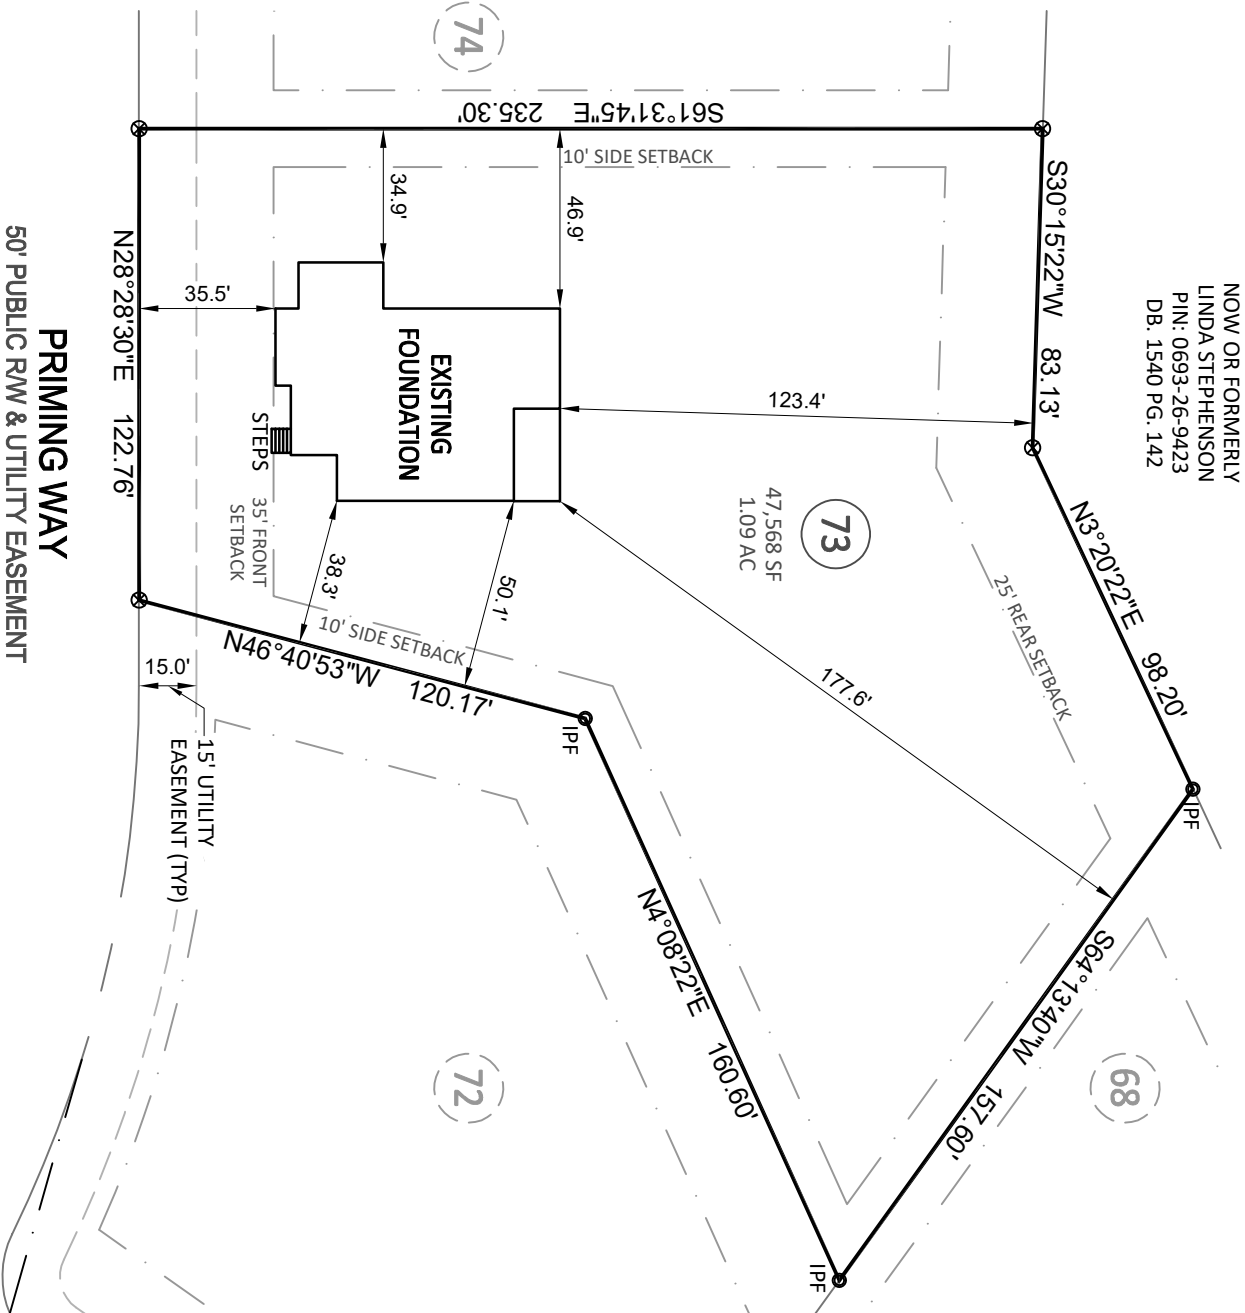 NOW OR FORMERLY
LINDA STEPHENSON
PIN: 0693-26-9423
DB. 1540 PG. 142
74
S61°31'45"E 235.30'
10' SIDE SETBACK
S30°15'22"W 83.13'
34.9'
46.9'
35.5'
123.4'
EXISTING
FOUNDATION
STEPS
35' FRONT
SETBACK
N28°28'30"E 122.76'
PRIMING WAY
50' PUBLIC R/W & UTILITY EASEMENT
73
47,568 SF
1.09 AC
N3°20'22"E 98.20'
25' REAR SETBACK
38.3'
50.1'
10' SIDE SETBACK
N46°40'53"W 120.17'
177.6'
IPF
IPF
15.0'
15' UTILITY
EASEMENT (TYP)
N4°08'22"E 160.60'
S64°13'40"W 157.60'
72
68
IPF